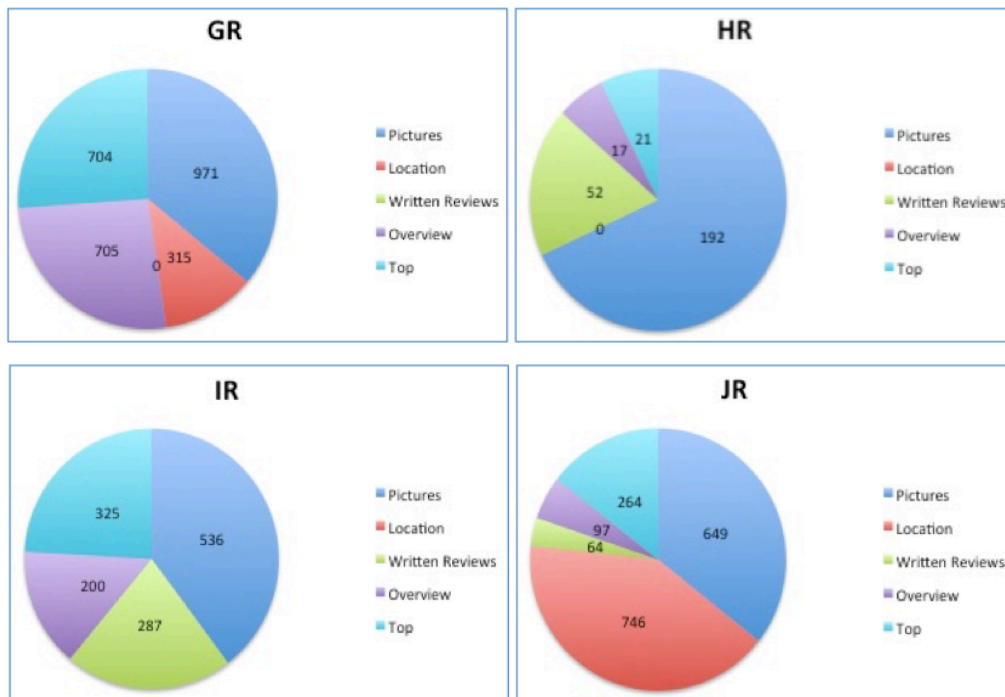 GR
704
971
705
0
315
Pictures
Location
Written Reviews
Overview
Top
HR
21
17
52
0
192
Pictures
Location
Written Reviews
Overview
Top
IR
325
536
200
287
Pictures
Location
Written Reviews
Overview
Top
JR
264
97
64
649
746
Pictures
Location
Written Reviews
Overview
Top